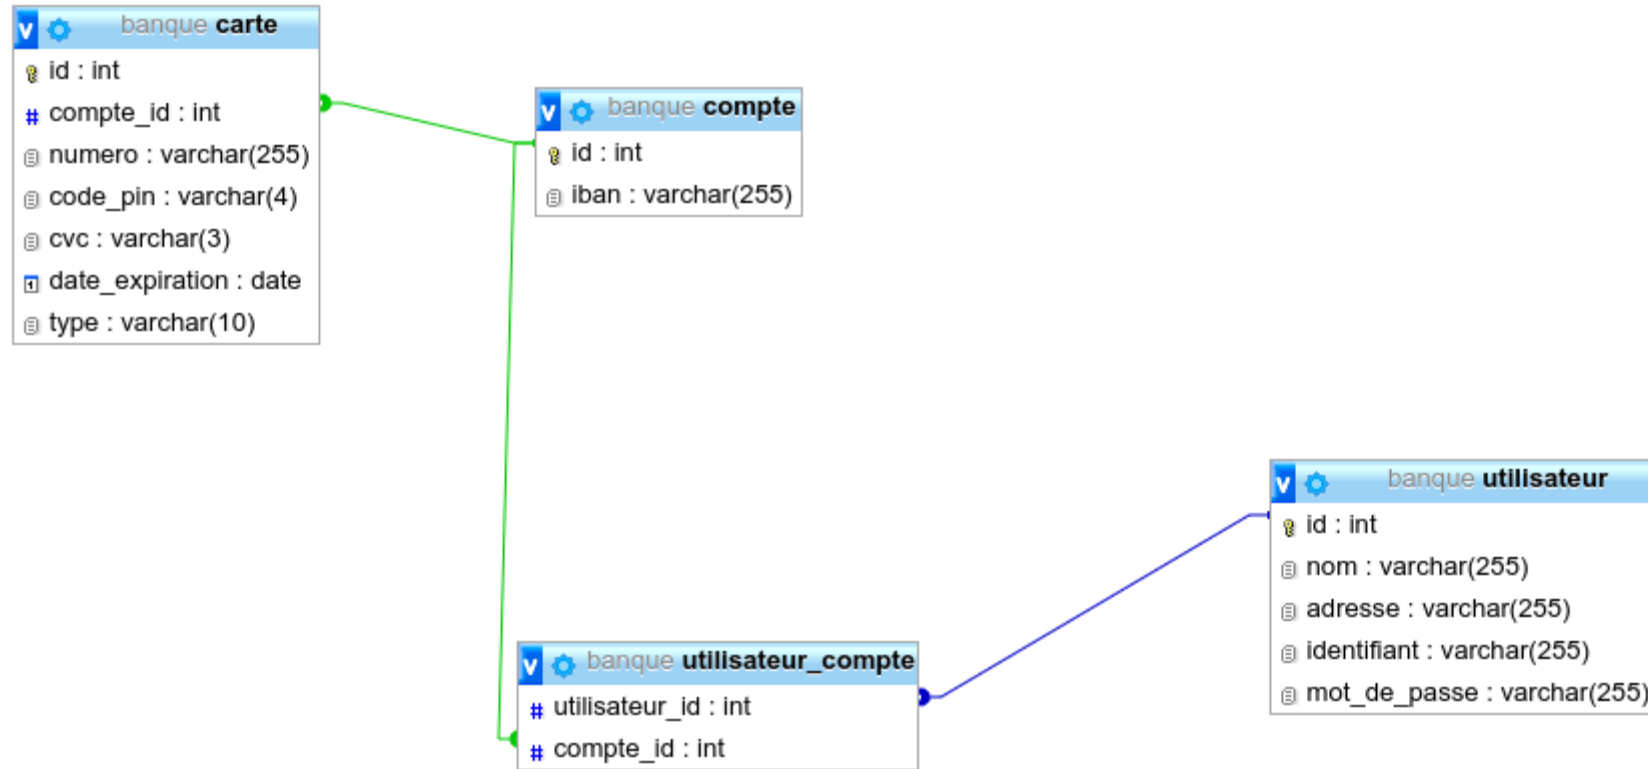 v banque carte
id : int
# compte_id : int
numero : varchar(255)
code_pin : varchar(4)
cvc : varchar(3)
1 date_expiration : date
type : varchar(10)
v banque compte
id : int
iban : varchar(255)
v banque utilisateur
id : int
nom : varchar(255)
adresse : varchar(255)
identifiant : varchar(255)
mot_de_passe : varchar(255)
v banque utilisateur_compte
# utilisateur_id : int
# compte_id : int